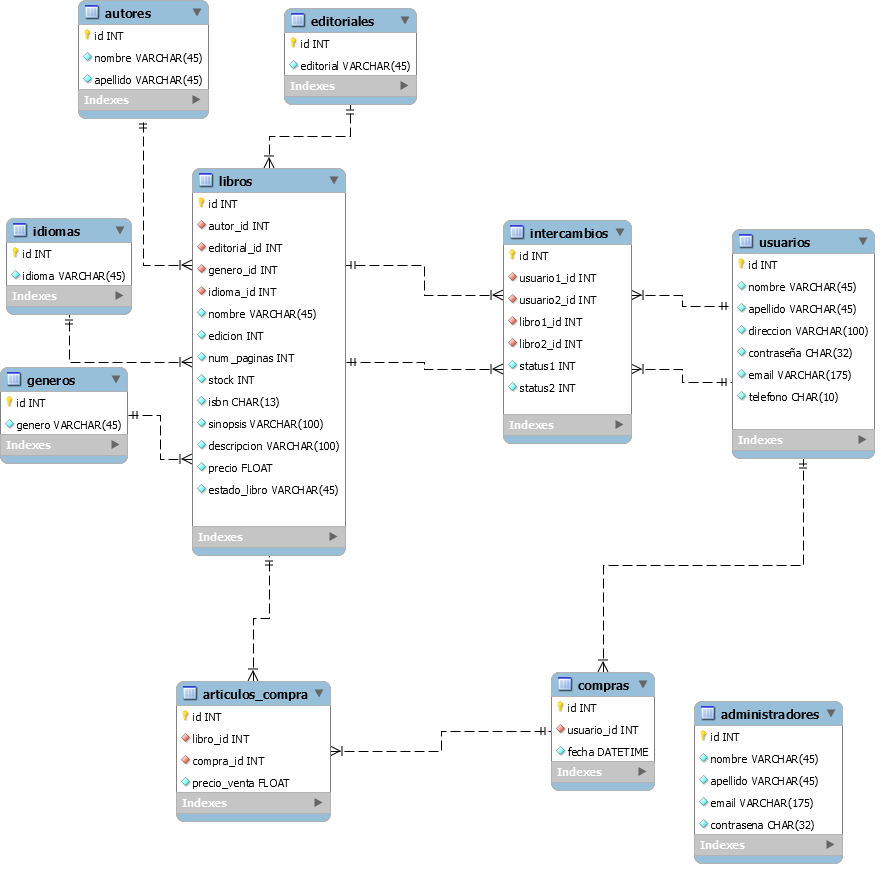 autores
id INT
nombre VARCHAR(45)
apellido VARCHAR(45)
Indexes
editoriales
id INT
editorial VARCHAR(45)
Indexes
libros
id INT
autor_id INT
editorial_id INT
genero_id INT
idioma_id INT
nombre VARCHAR(45)
edicion INT
num_paginas INT
stock INT
isbn CHAR(13)
sinopsis VARCHAR(100)
descripcion VARCHAR(100)
precio FLOAT
estado_libro VARCHAR(45)
Indexes
idiomas
id INT
idioma VARCHAR(45)
Indexes
generos
id INT
genero VARCHAR(45)
Indexes
intercambios
id INT
usuario1_id INT
usuario2_id INT
libro1_id INT
libro2_id INT
status1 INT
status2 INT
Indexes
usuarios
id INT
nombre VARCHAR(45)
apellido VARCHAR(45)
direccion VARCHAR(100)
contraseña CHAR(32)
email VARCHAR(175)
telefono CHAR(10)
Indexes
articulos_compra
id INT
libro_id INT
compra_id INT
precio_venta FLOAT
Indexes
compras
id INT
usuario_id INT
fecha DATETIME
Indexes
administradores
id INT
nombre VARCHAR(45)
apellido VARCHAR(45)
email VARCHAR(175)
contrasena CHAR(32)
Indexes